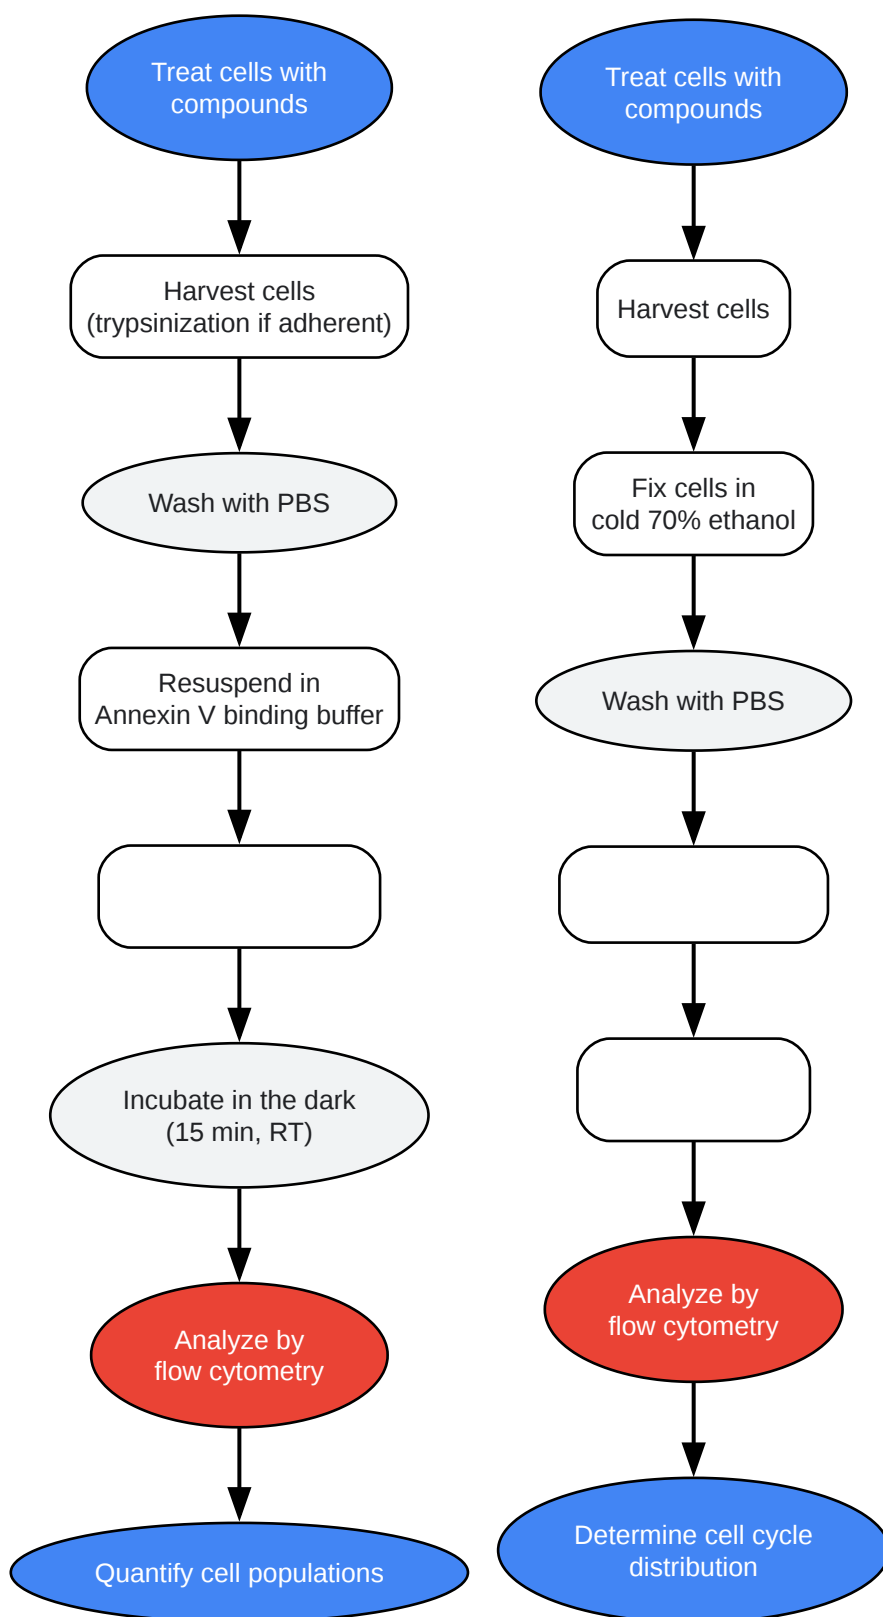 Treat cells with
compounds
Harvest cells
(trypsinization if adherent)
Wash with PBS
Resuspend in
Annexin V binding buffer
Incubate in the dark
(15 min, RT)
Analyze by
flow cytometry
Quantify cell populations
Treat cells with
compounds
Harvest cells
Fix cells in
cold 70% ethanol
Wash with PBS
Analyze by
flow cytometry
Determine cell cycle
distribution